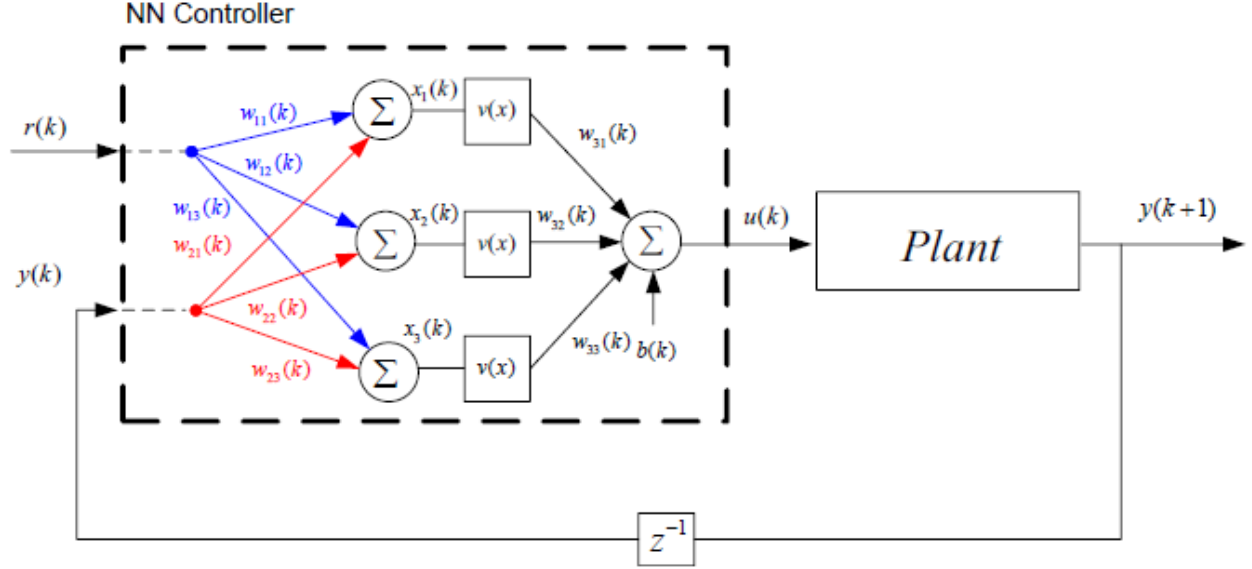 NN Controller
r(k)
w₁₁(k)
w₁₂(k)
w₁₃(k)
w₂₁(k)
y(k)
w₂₂(k)
w₂₃(k)
Σ
x₁(k)
v(x)
Σ
x₂(k)
v(x)
Σ
x₃(k)
v(x)
w₃₁(k)
w₃₂(k)
w₃₃(k)
Σ
b(k)
u(k)
Plant
y(k+1)
z⁻¹